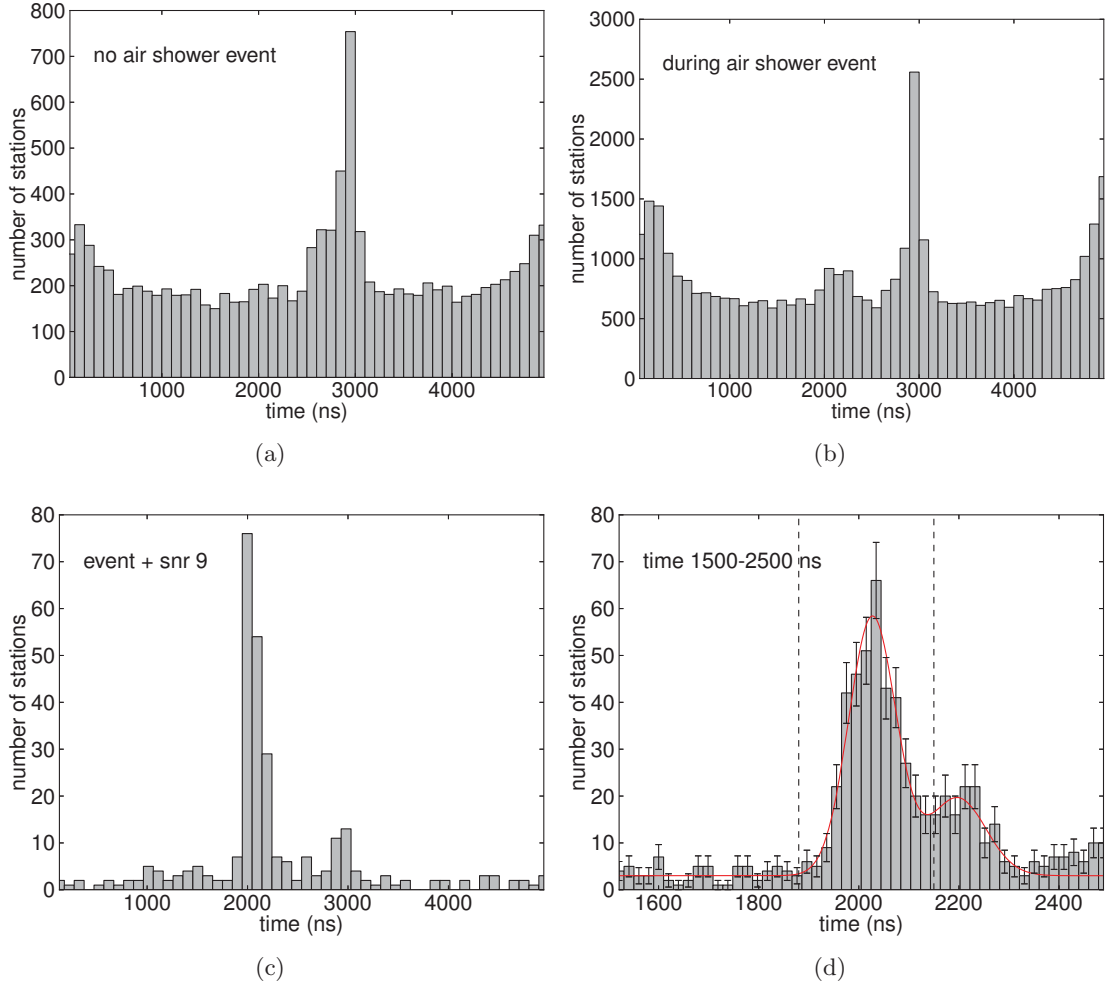 800
700
600
500
400
300
200
100
0
number of stations
no air shower event
1000 2000 3000 4000
time (ns)
(a)
3000
2500
2000
1500
1000
500
0
number of stations
during air shower event
1000 2000 3000 4000
time (ns)
(b)
80
70
60
50
40
30
20
10
0
number of stations
event + snr 9
1000 2000 3000 4000
time (ns)
(c)
80
70
60
50
40
30
20
10
0
number of stations
time 1500-2500 ns
1600 1800 2000 2200 2400
time (ns)
(d)